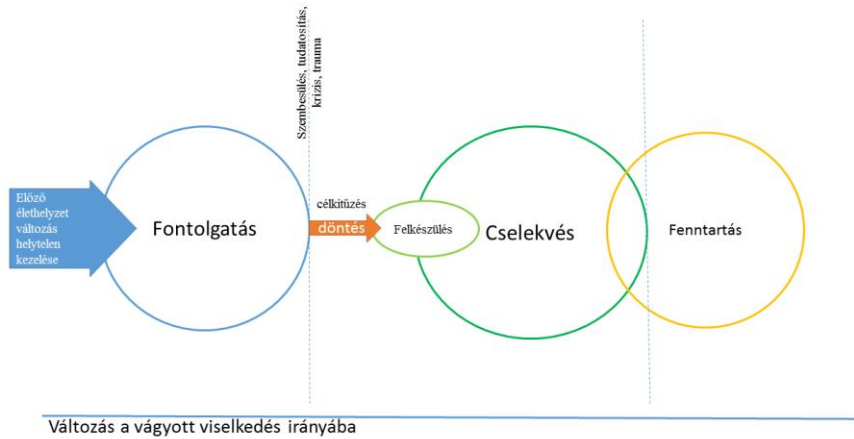 Szembesülés, tudatosítás,
krízis, trauma
Előző
élethelyzet
változás
helytelen
kezelése
Fontolgatás
célkitűzés
döntés
Felkészülés
Cselekvés
Fenntartás
Változás a vágyott viselkedés irányába